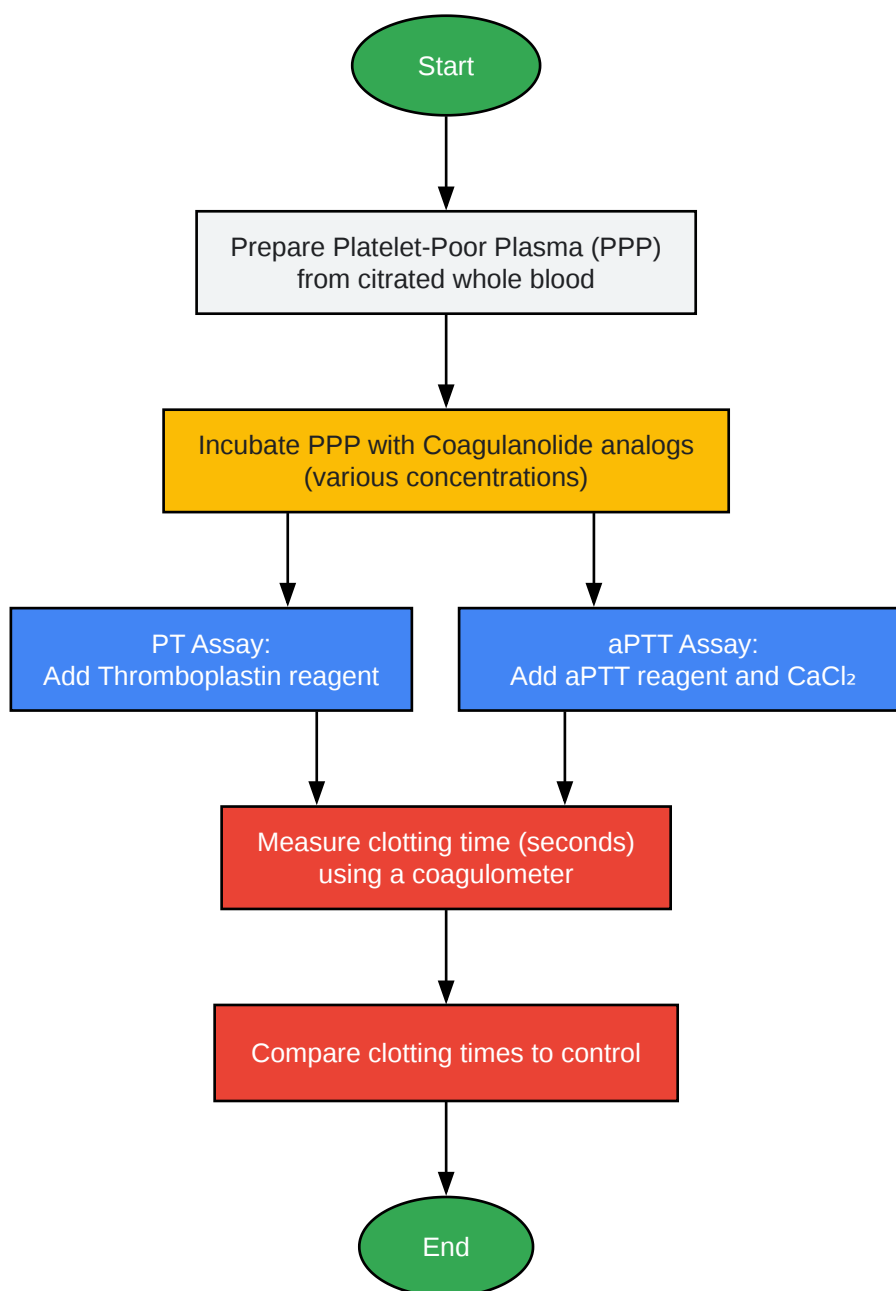 Start
Prepare Platelet-Poor Plasma (PPP)
from citrated whole blood
Incubate PPP with Coagulanolide analogs
(various concentrations)
PT Assay:
Add Thromboplastin reagent
aPTT Assay:
Add aPTT reagent and CaCl₂
Measure clotting time (seconds)
using a coagulometer
Compare clotting times to control
End